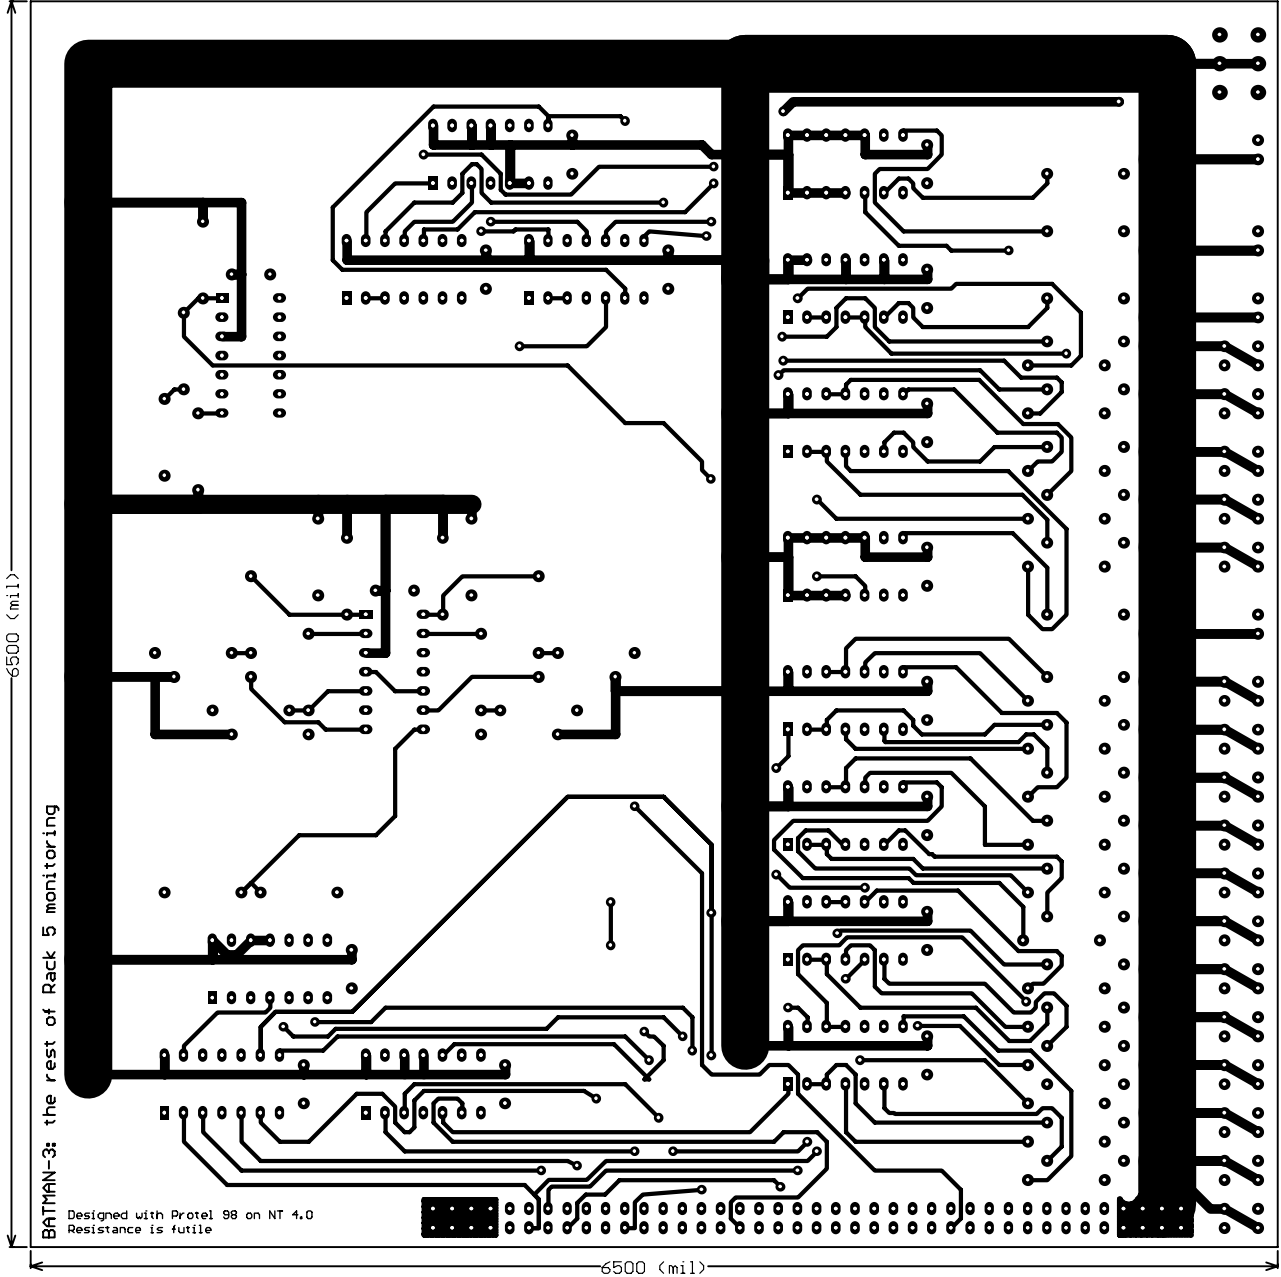 6500 (mil)
BATMAN-3: the rest of Rack 5 monitoring
Designed with Protel 98 on NT 4.0
Resistance is futile
6500 (mil)